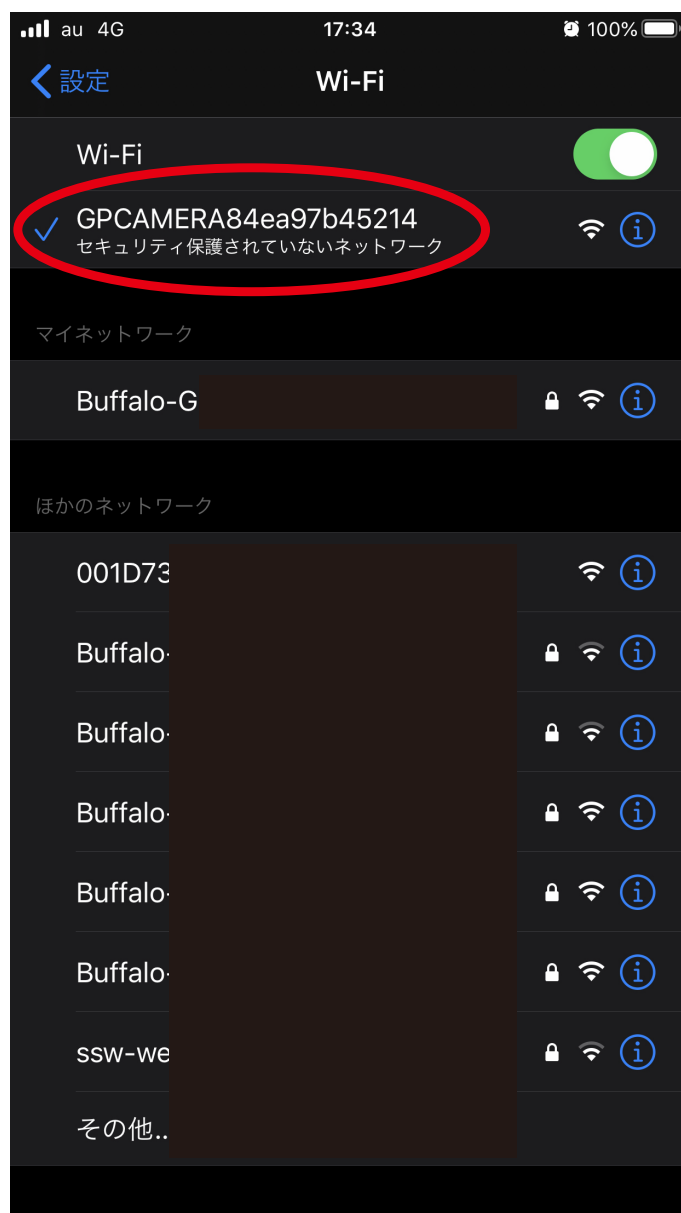 au 4G 17:34 100%
設定 Wi-Fi
Wi-Fi
GPCAMERA84ea97b45214
セキュリティ保護されていないネットワーク
マイネットワーク
Buffalo-G
ほかのネットワーク
001D73
Buffalo-
Buffalo-
Buffalo-
Buffalo-
Buffalo-
ssw-we
その他..